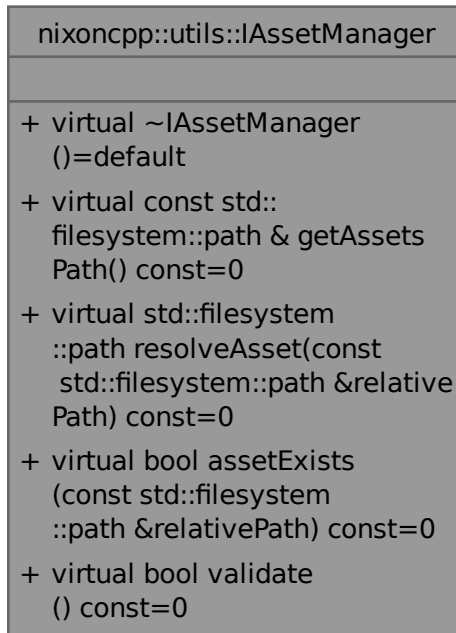 nixoncpp::utils::IAssetManager
+ virtual ~IAssetManager
()=default
+ virtual const std::
filesystem::path & getAssets
Path() const=0
+ virtual std::filesystem
::path resolveAsset(const
std::filesystem::path &relative
Path) const=0
+ virtual bool assetExists
(const std::filesystem
::path &relativePath) const=0
+ virtual bool validate
() const=0